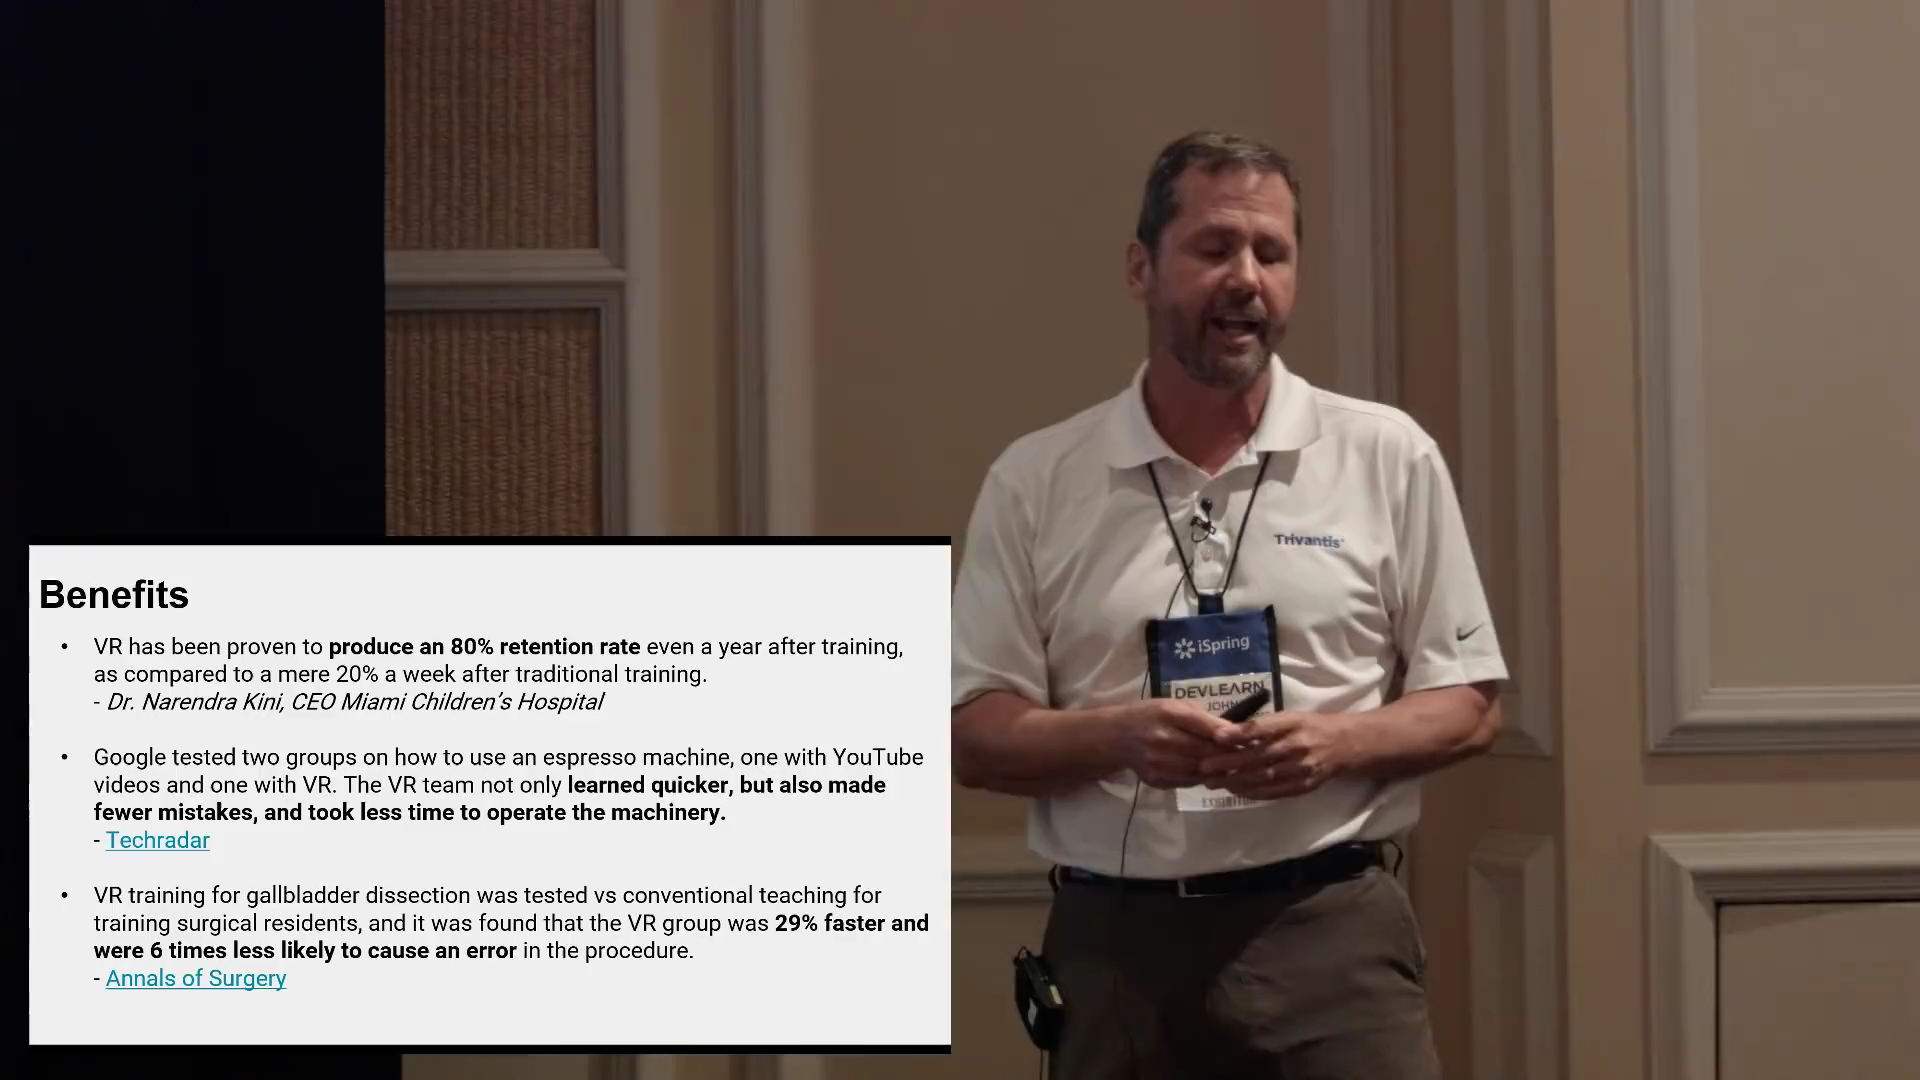 Benefits
• VR has been proven to produce an 80% retention rate even a year after training,
as compared to a mere 20% a week after traditional training.
- Dr. Narendra Kini, CEO Miami Children’s Hospital
• Google tested two groups on how to use an espresso machine, one with YouTube
videos and one with VR. The VR team not only learned quicker, but also made
fewer mistakes, and took less time to operate the machinery.
- Techradar
• VR training for gallbladder dissection was tested vs conventional teaching for
training surgical residents, and it was found that the VR group was 29% faster and
were 6 times less likely to cause an error in the procedure.
- Annals of Surgery
Trivantis
iSpring
DEVLEARN
JOHN
EXHIBITOR